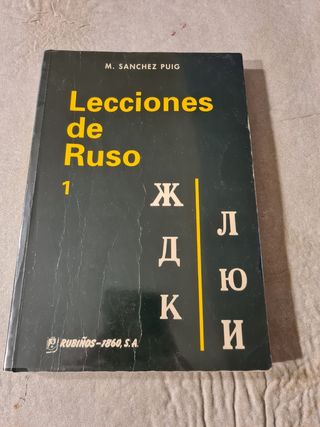 M. SANCHEZ PUIG
Lecciones
de
Ruso
1
Ж
Д
К
Л
Ю
И
RUBIÑOS-1860, S.A.